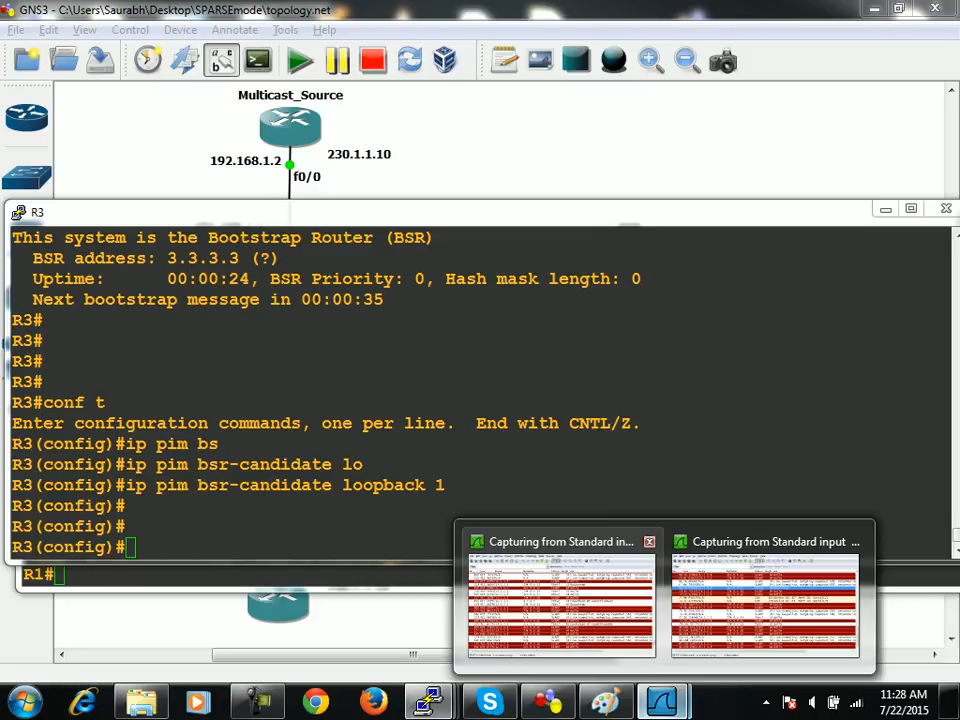 GNS3 - C:\Users\Saurabh\Desktop\SPARSEmode\topology.net
File Edit View Control Device Annotate Tools Help
Multicast_Source
192.168.1.2
230.1.1.10
f0/0
R3
This system is the Bootstrap Router (BSR)
BSR address: 3.3.3.3 (?)
Uptime: 00:00:24, BSR Priority: 0, Hash mask length: 0
Next bootstrap message in 00:00:35
R3#
R3#
R3#
R3#
R3#conf t
Enter configuration commands, one per line. End with CNTL/Z.
R3(config)#ip pim bs
R3(config)#ip pim bsr-candidate lo
R3(config)#ip pim bsr-candidate loopback 1
R3(config)#
R3(config)#
R3(config)#
Capturing from Standard in...
Capturing from Standard input ...
R1#
11:28 AM
7/22/2015